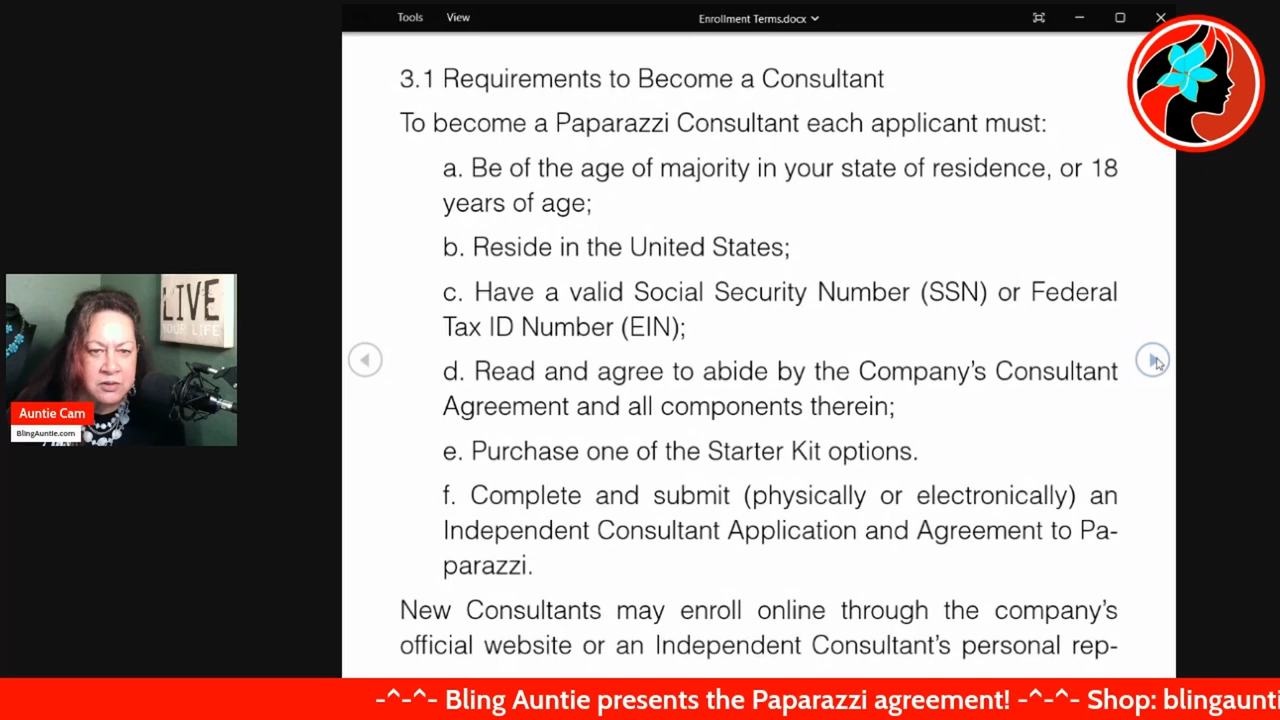 Tools View Enrollment Terms.docx
3.1 Requirements to Become a Consultant
To become a Paparazzi Consultant each applicant must:
a. Be of the age of majority in your state of residence, or 18
years of age;
b. Reside in the United States;
c. Have a valid Social Security Number (SSN) or Federal
Tax ID Number (EIN);
d. Read and agree to abide by the Company's Consultant
Agreement and all components therein;
e. Purchase one of the Starter Kit options.
f. Complete and submit (physically or electronically) an
Independent Consultant Application and Agreement to Pa-
parazzi.
New Consultants may enroll online through the company's
official website or an Independent Consultant's personal rep-
LIVE
YOUR LIFE
Auntie Cam
BlingAuntie.com
-^-^- Bling Auntie presents the Paparazzi agreement! -^-^- Shop: blingaunti